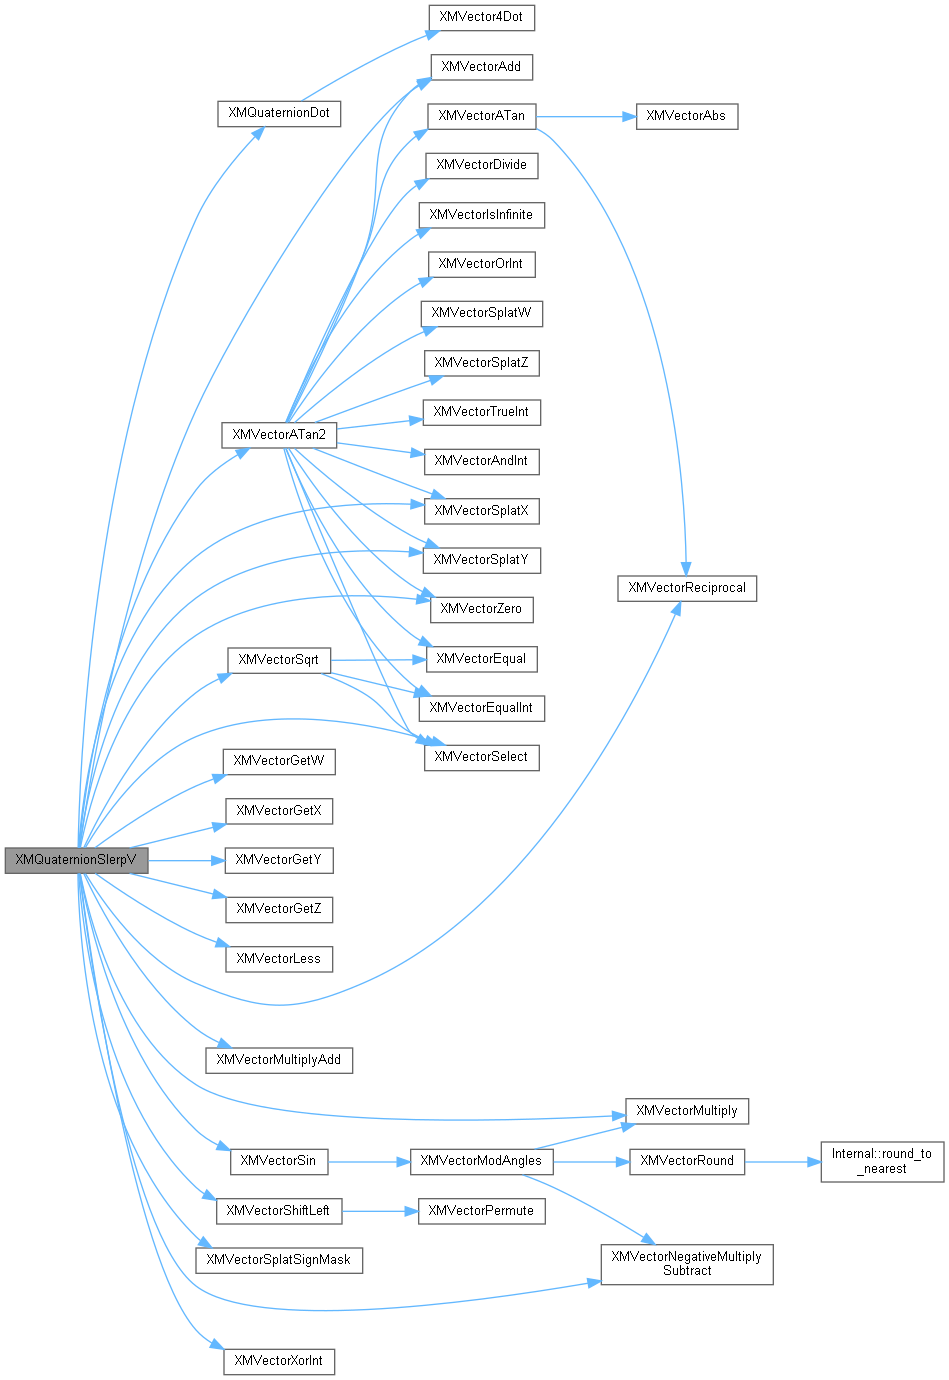 XMVector4Dot
XMVectorAdd
XMQuaternionDot
XMVectorATan
XMVectorAbs
XMVectorDivide
XMVectorIsInfinite
XMVectorOrInt
XMVectorSplatW
XMVectorSplatZ
XMVectorTrueInt
XMVectorATan2
XMVectorAndInt
XMVectorSplatX
XMVectorSplatY
XMVectorReciprocal
XMVectorZero
XMVectorSqrt
XMVectorEqual
XMVectorEqualInt
XMVectorSelect
XMVectorGetW
XMVectorGetX
XMQuaternionSlerpV
XMVectorGetY
XMVectorGetZ
XMVectorLess
XMVectorMultiplyAdd
XMVectorMultiply
XMVectorSin
XMVectorModAngles
XMVectorRound
Internal::round_to
_nearest
XMVectorShiftLeft
XMVectorPermute
XMVectorSplatSignMask
XMVectorNegativeMultiply
Subtract
XMVectorXorInt